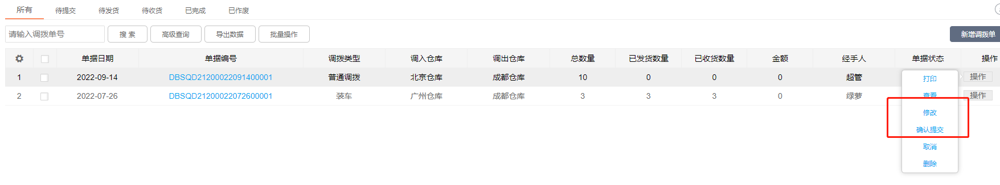 所有 待提交 待发货 待收货 已完成 已作废
请输入调拨单号 搜 索 高级查询 导出数据 批量操作 新增调拨单
单据日期 单据编号 调拨类型 调入仓库 调出仓库 总数量 已发货数量 已收货数量 金额 经手人 单据状态 操作
1 2022-09-14 DBSQD21200022091400001 普通调拨 北京仓库 成都仓库 10 0 0 0 超管 操作
2 2022-07-26 DBSQD21200022072600001 装车 广州仓库 成都仓库 3 3 3 0 绿萝 操作
打印
查看
修改
确认提交
取消
删除